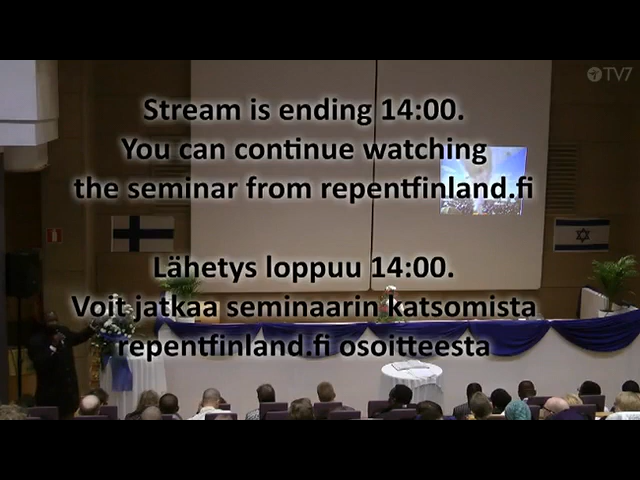 TV7
Stream is ending 14:00.
You can continue watching
the seminar from repentfinland.fi
Lähetys loppuu 14:00.
Voit jatkaa seminaarin katsomista
repentfinland.fi osoitteesta